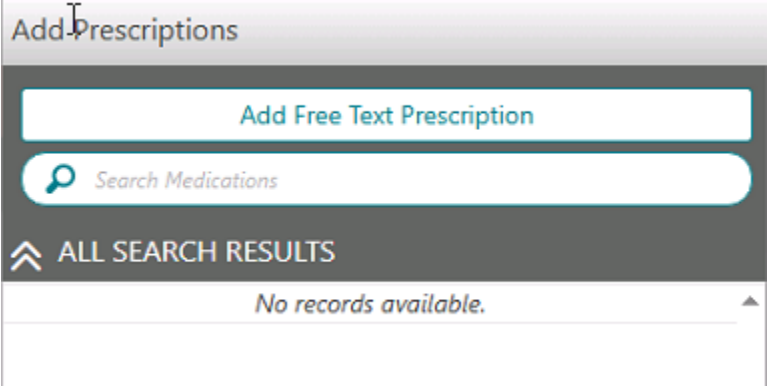 Add Prescriptions
Add Free Text Prescription
Search Medications
ALL SEARCH RESULTS
No records available.